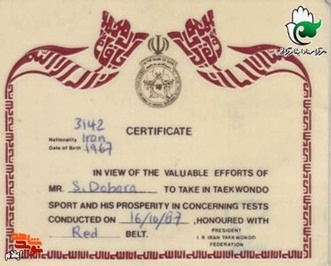 3142
Nationality Iran
Date of Birth 1967
CERTIFICATE
IN VIEW OF THE VALUABLE EFFORTS OF
MR. S. Dobara TO TAKE IN TAEKWONDO
SPORT AND HIS PROSPERITY IN CONCERNING TESTS
CONDUCTED ON 16/10/87 ,HONOURED WITH
Red BELT.
PRESIDENT
I. R. IRAN TAEKWONDO
FEDERATION